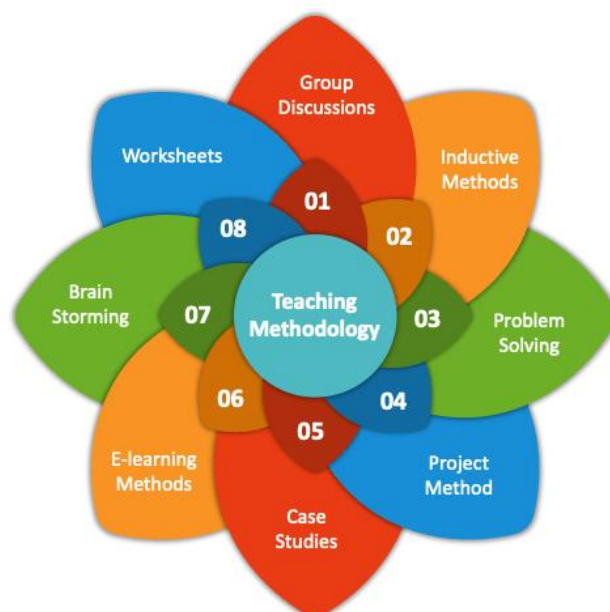 Group
Discussions
01
Inductive
Methods
02
Problem
Solving
03
Project
Method
04
Case
Studies
05
E-learning
Methods
06
Brain
Storming
07
Worksheets
08
Teaching
Methodology